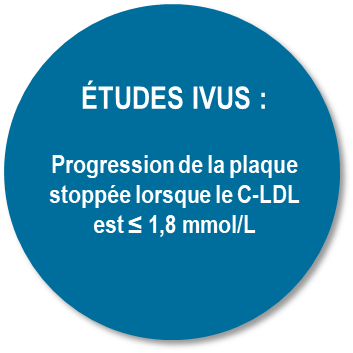 ÉTUDES IVUS :
Progression de la plaque
stoppée lorsque le C-LDL
est ≤ 1,8 mmol/L